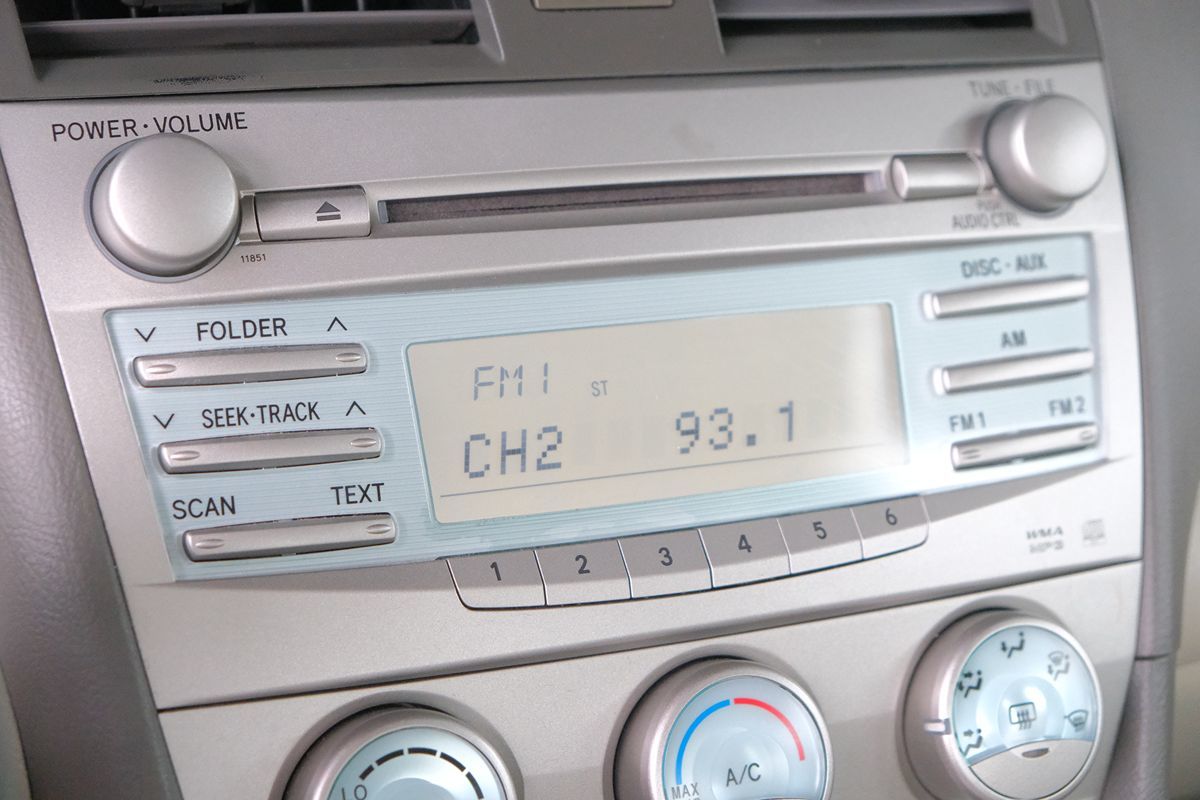 POWER · VOLUME
TUNE · FILE
11851
PUSH
AUDIO CTRL
FOLDER
SEEK·TRACK
SCAN TEXT
FM1 ST
CH2 93.1
DISC · AUX
AM
FM1 FM2
1 2 3 4 5 6
WMA
MP3
LO
A/C
MAX